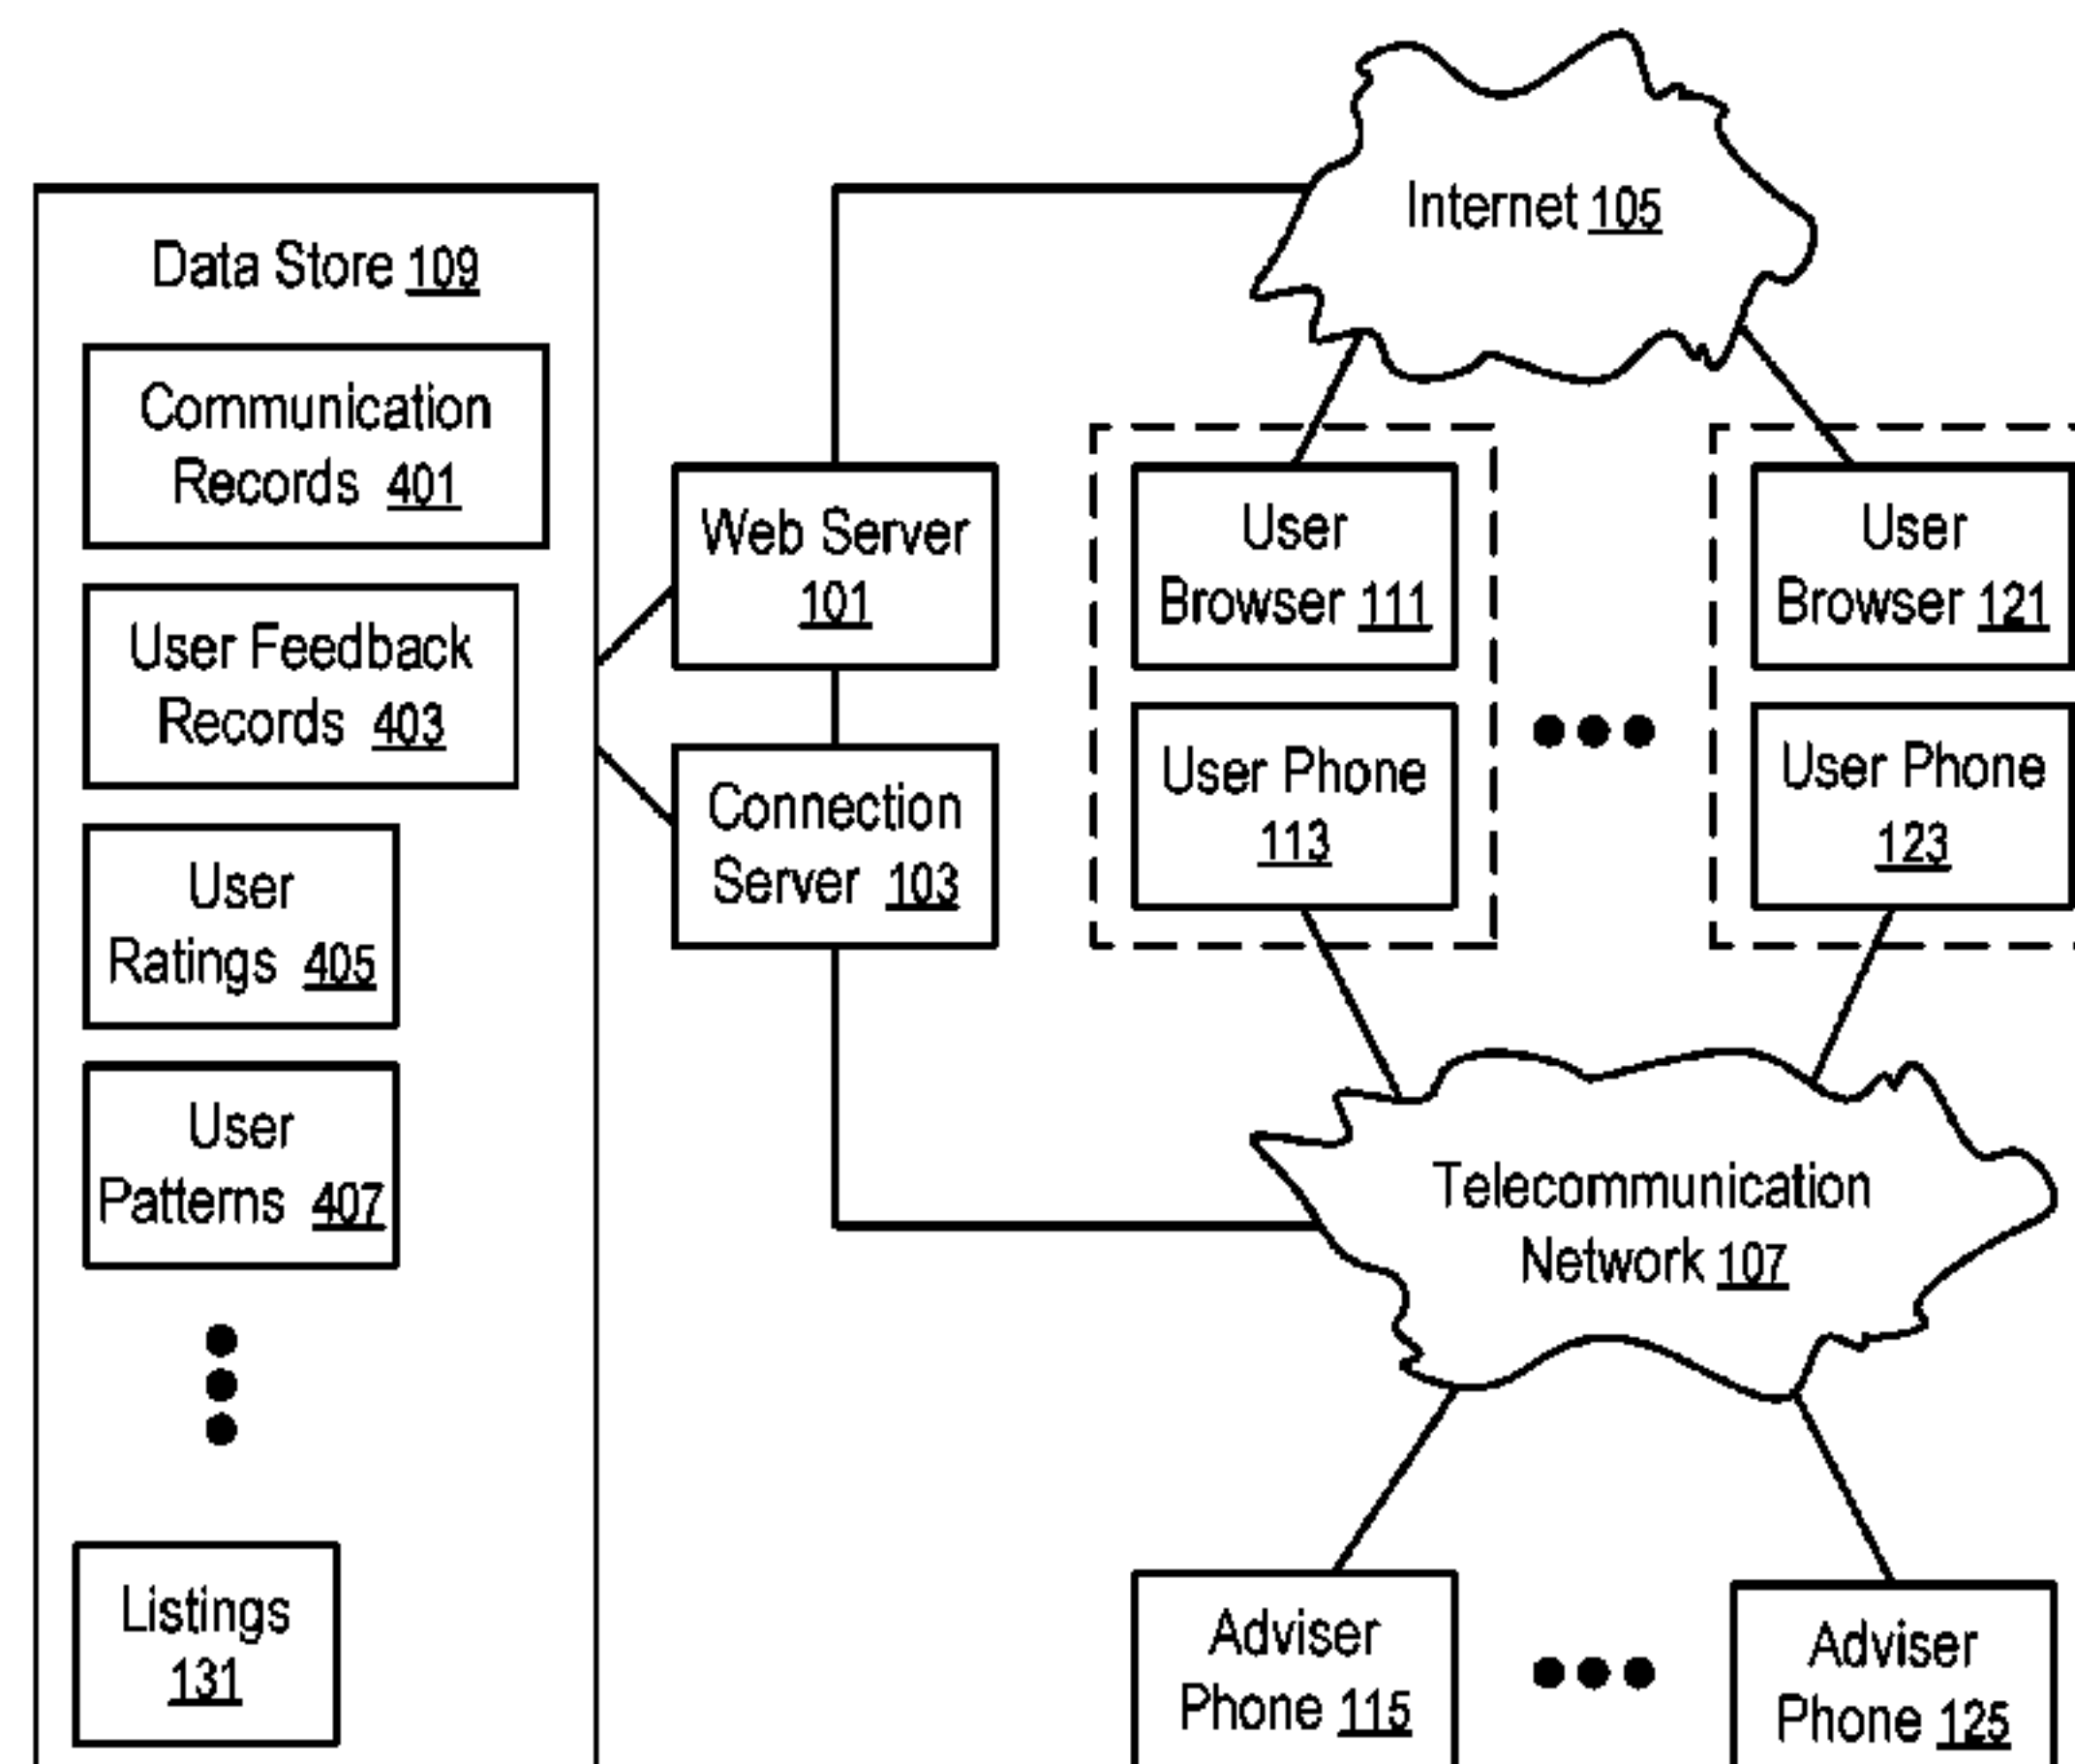 Internet 105
Data Store 109
Communication
Records 401
User Feedback
Records 403
User
Ratings 405
User
Patterns 407
Listings
131
Web Server
101
Connection
Server 103
User
Browser 111
User Phone
113
User
Browser 121
User Phone
123
Telecommunication
Network 107
Adviser
Phone 115
Adviser
Phone 125